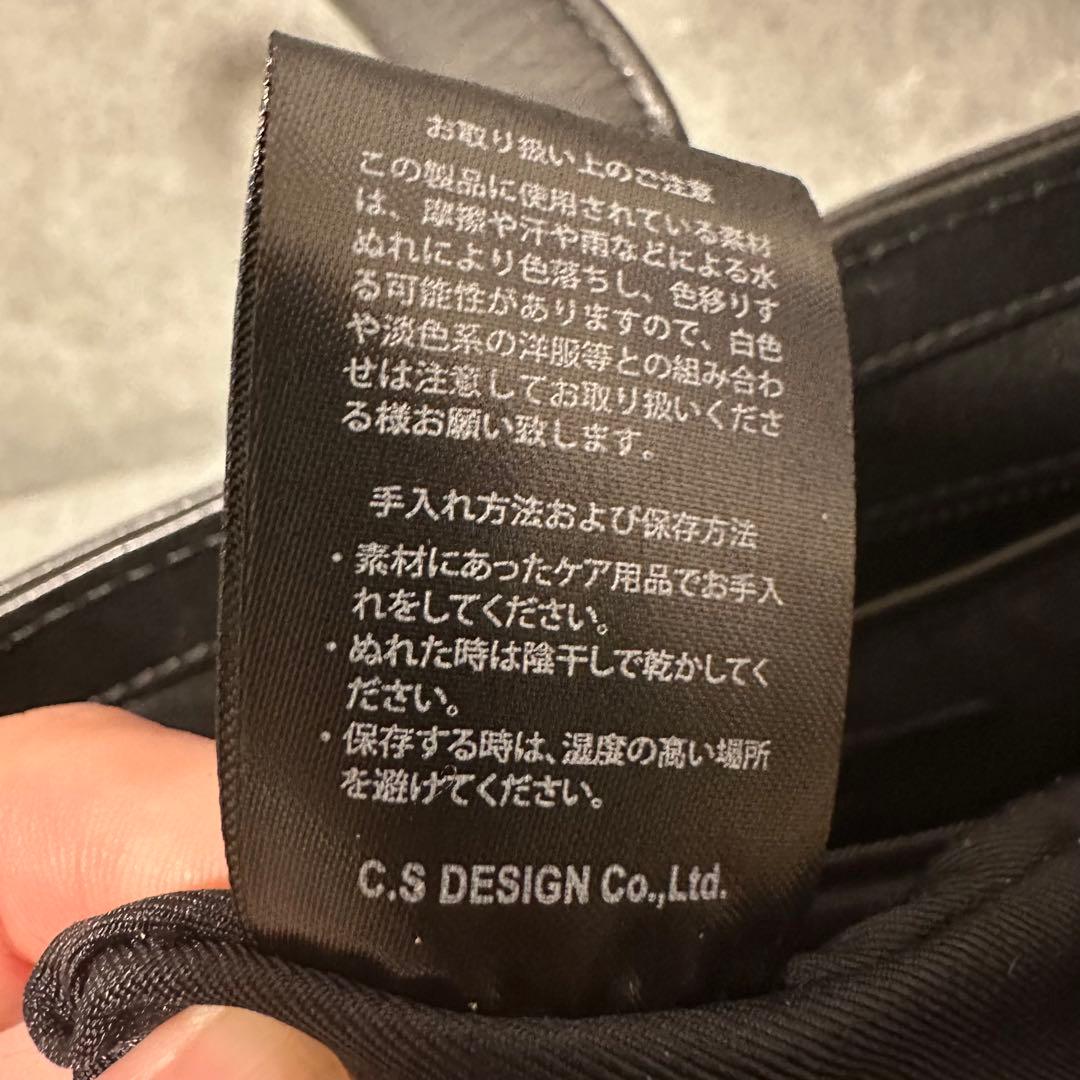 お取り扱い上のご注意
この製品に使用されている素材
は、摩擦や汗や雨などによる水
ぬれにより色落ちし、色移りす
る可能性がありますので、白色
や淡色系の洋服等との組み合わ
せは注意してお取り扱いくださ
る様お願い致します。
手入れ方法および保存方法
・素材にあったケア用品でお手入
れをしてください。
・ぬれた時は陰干しで乾かしてく
ださい。
・保存する時は、湿度の高い場所
を避けてください。
C.S DESIGN Co.,Ltd.